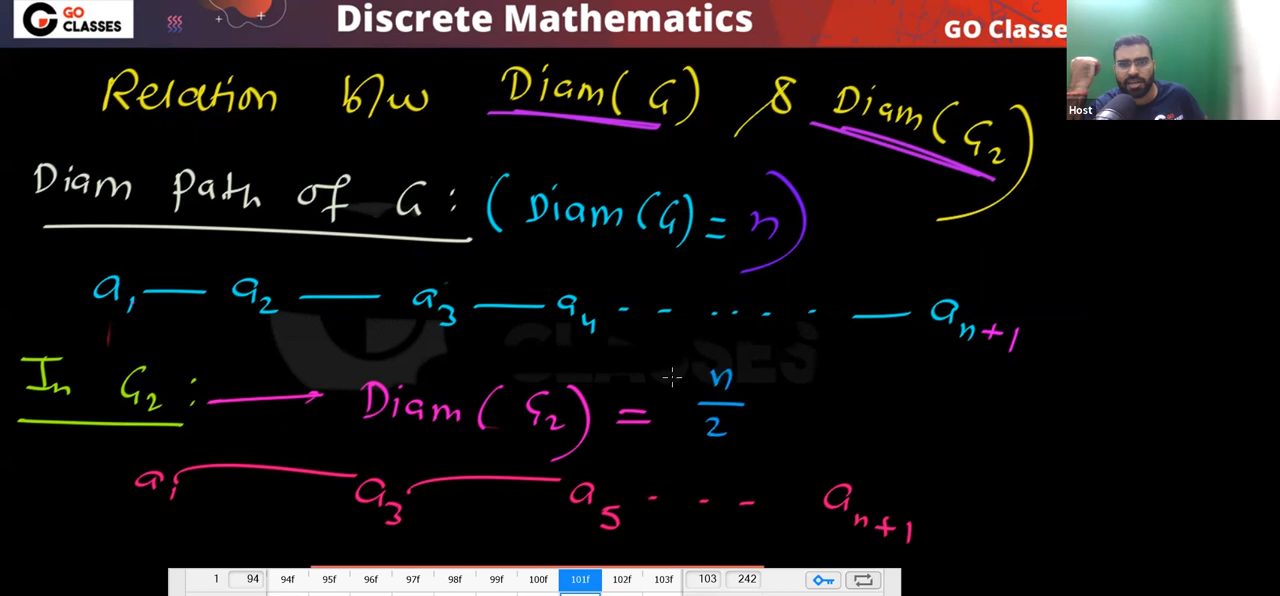 GO CLASSES
Discrete Mathematics
GO Classe
Host
Relation b/w Diam(G) & Diam(G₂)
Diam Path of G: (Diam(G) = n)
a₁ — a₂ — a₃ — a₄ - - . . . . . — aₙ₊₁
CLASSES
In G₂: → Diam(G₂) = n/2
a₁ a₃ a₅ - - - aₙ₊₁
1 94 94f 95f 96f 97f 98f 99f 100f 101f 102f 103f 103 242